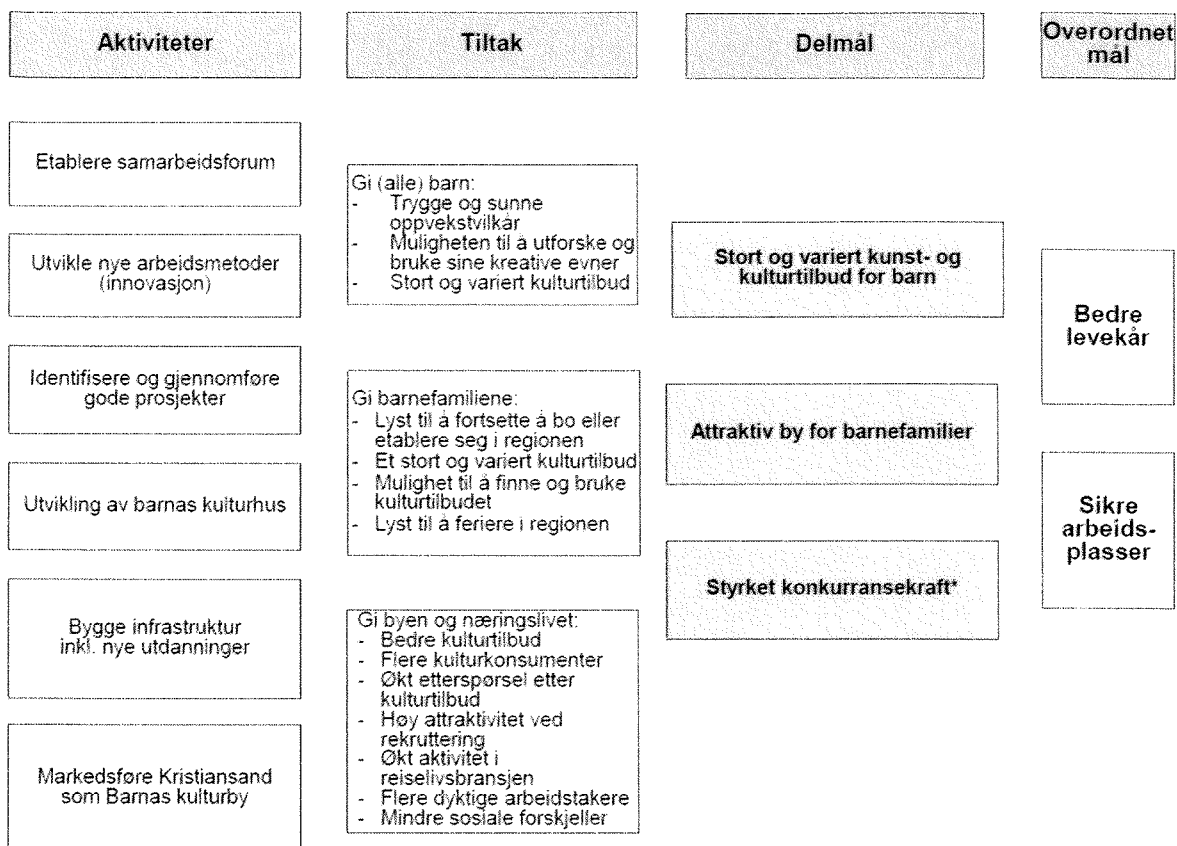 Aktiviteter
Tiltak
Delmål
Overordnet
mål
Etablere samarbeidsforum
Utvikle nye arbeidsmetoder
(innovasjon)
Identifisere og gjennomføre
gode prosjekter
Utvikling av barnas kulturhus
Bygge infrastruktur
inkl. nye utdanninger
Markedsføre Kristiansand
som Barnas kulturby
Gi (alle) barn:
- Trygge og sunne
oppvekstvilkår
- Muligheten til å utforske og
bruke sine kreative evner
- Stort og variert kulturtilbud
Gi barnefamiliene:
- Lyst til å fortsette å bo eller
etablere seg i regionen
- Et stort og variert kulturtilbud
- Mulighet til å finne og bruke
kulturtilbudet
- Lyst til å feriere i regionen
Gi byen og næringslivet:
- Bedre kulturtilbud
- Flere kulturkonsumenter
- Økt etterspørsel etter
kulturtilbud
- Høy attraktivitet ved
rekruttering
- Økt aktivitet i
reiselivsbransjen
- Flere dyktige arbeidstakere
- Mindre sosiale forskjeller
Stort og variert kunst- og
kulturtilbud for barn
Attraktiv by for barnefamilier
Styrket konkurransekraft*
Bedre
levekår
Sikre
arbeids-
plasser